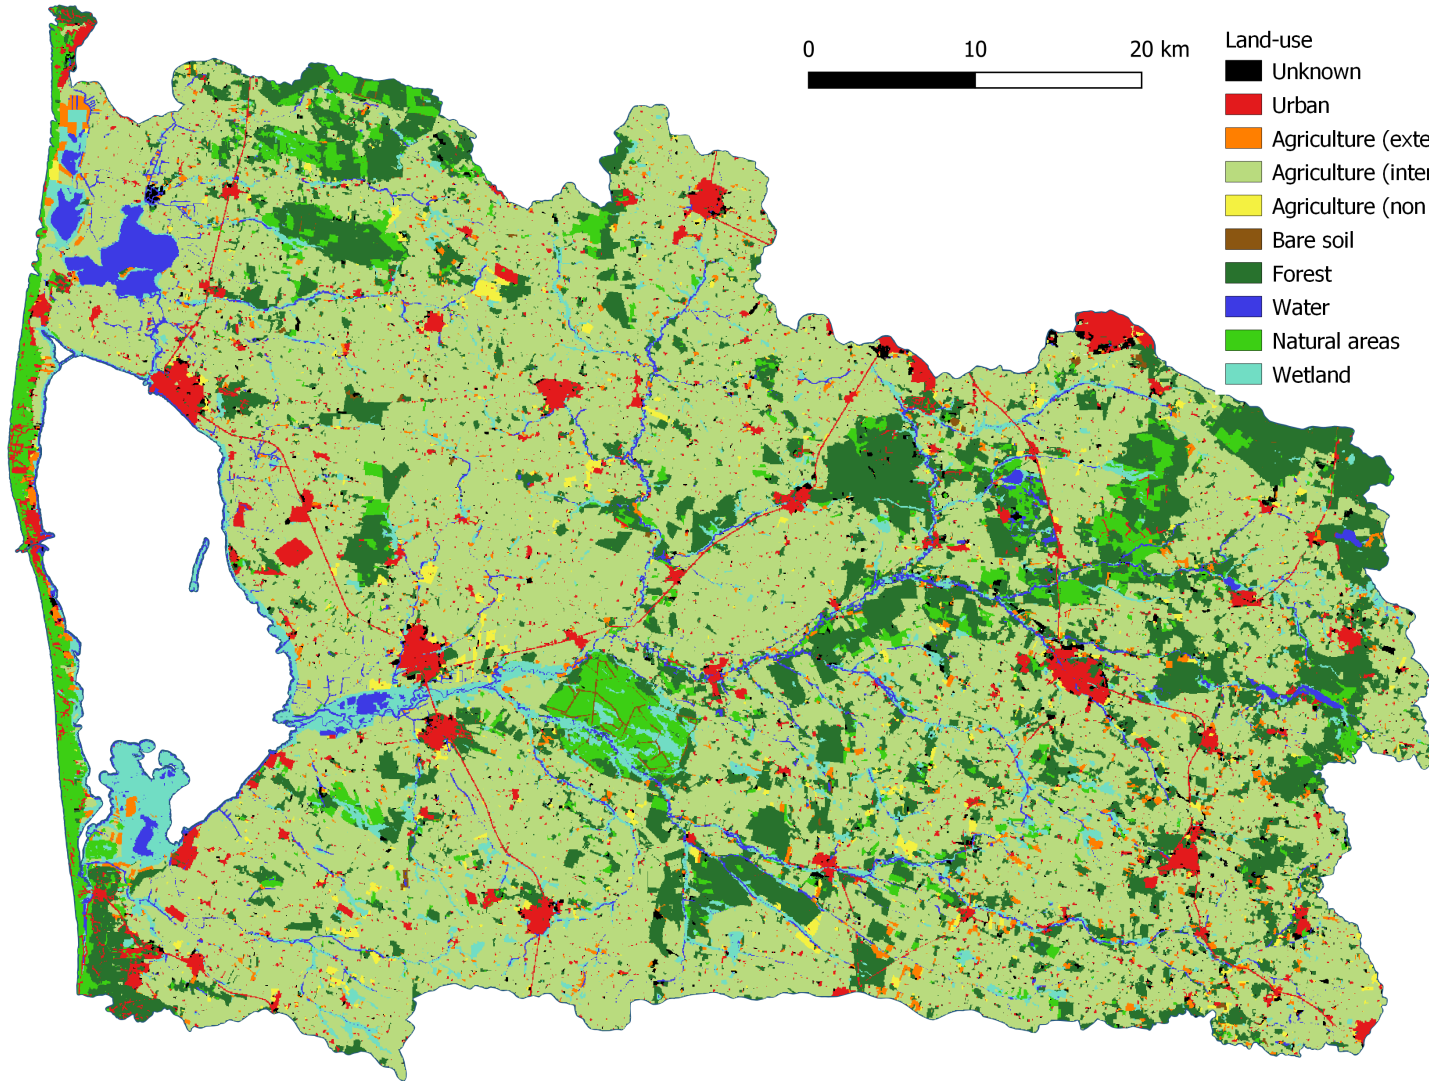 0 10 20 km
Land-use
Unknown
Urban
Agriculture (exte
Agriculture (inter
Agriculture (non
Bare soil
Forest
Water
Natural areas
Wetland